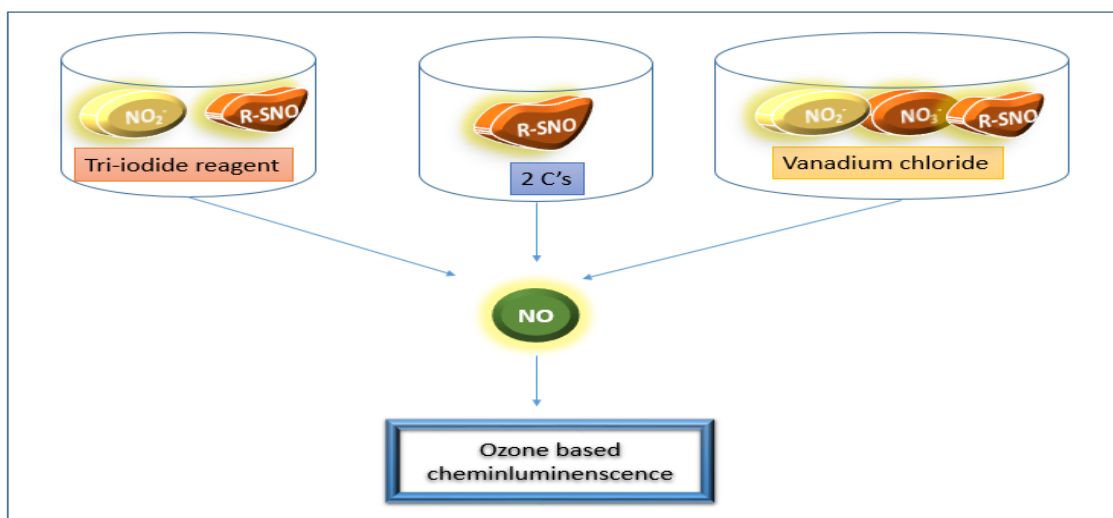 NO₂⁻
R-SNO
Tri-iodide reagent
R-SNO
2 C's
NO₂⁻
NO₃⁻
R-SNO
Vanadium chloride
NO
Ozone based
cheminluminenscence